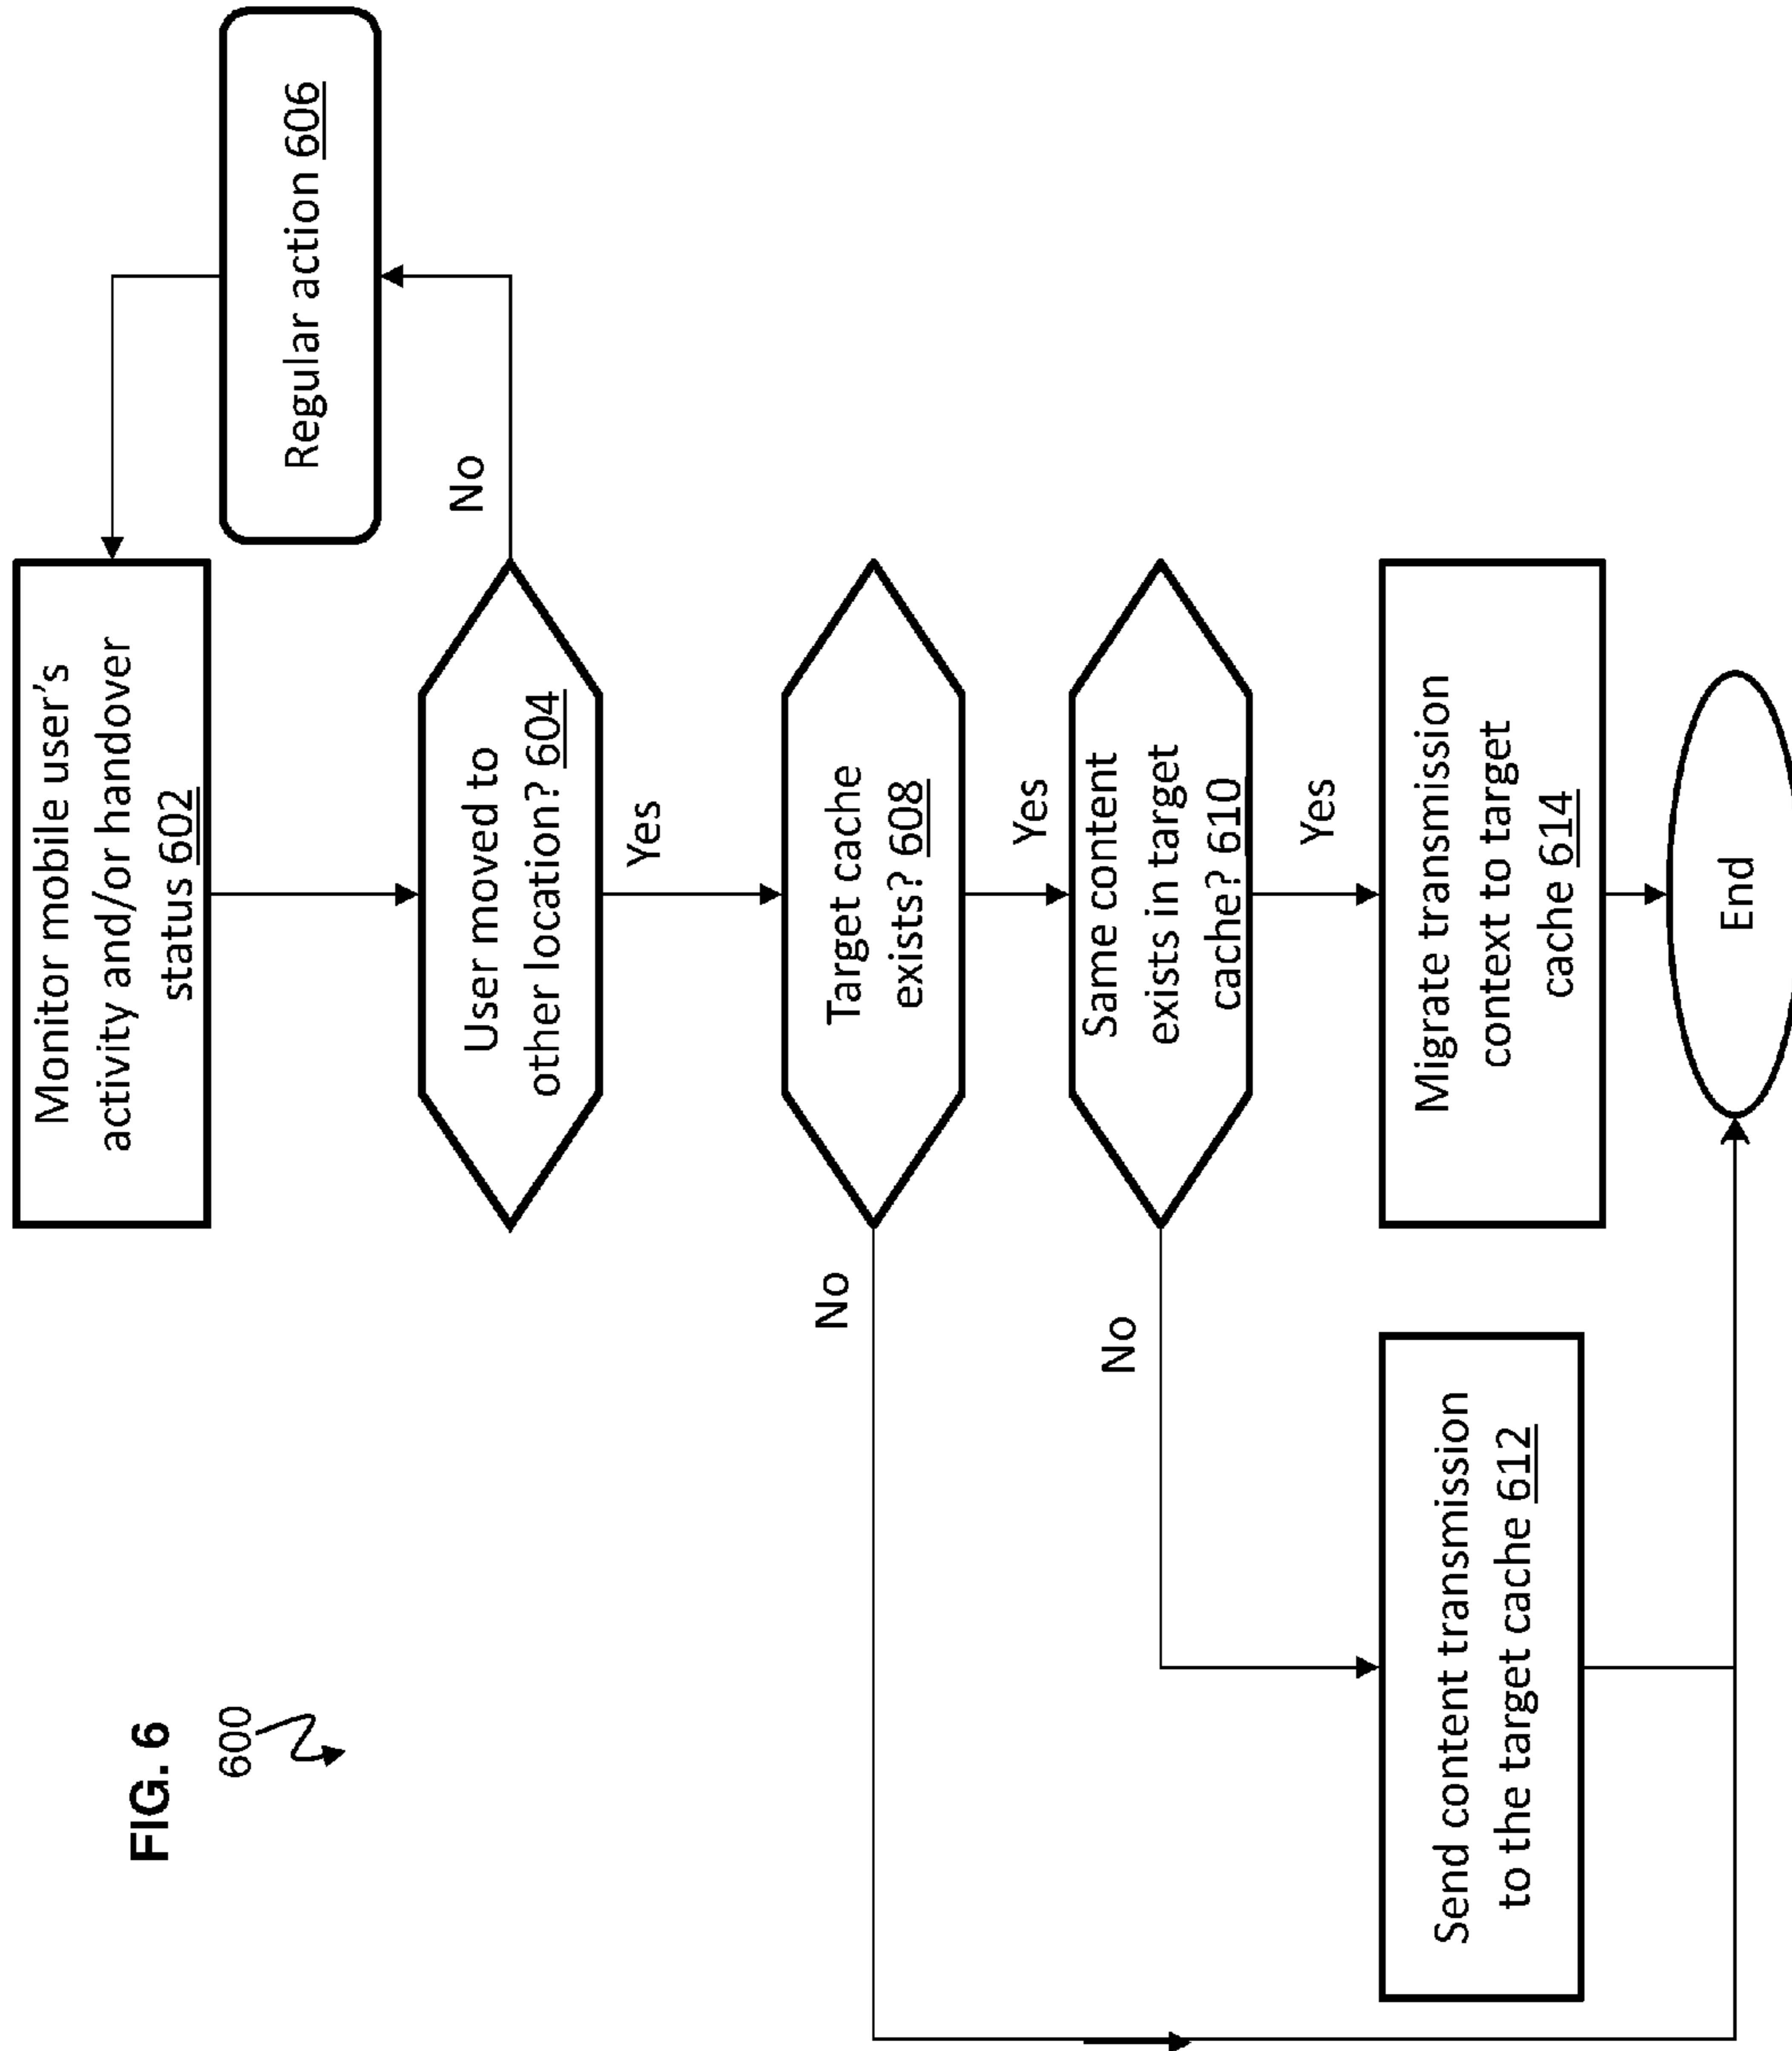 FIG. 6
600
Monitor mobile user's
activity and/or handover
status 602
Regular action 606
User moved to
other location? 604
No
Yes
Target cache
exists? 608
No
Yes
Same content
exists in target
cache? 610
No
Yes
Send content transmission
to the target cache 612
Migrate transmission
context to target
cache 614
End